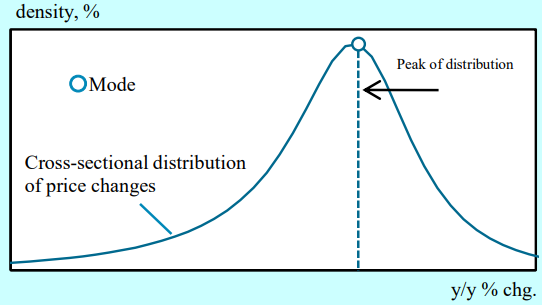 density, %
Peak of distribution
Mode
Cross-sectional distribution
of price changes
y/y % chg.